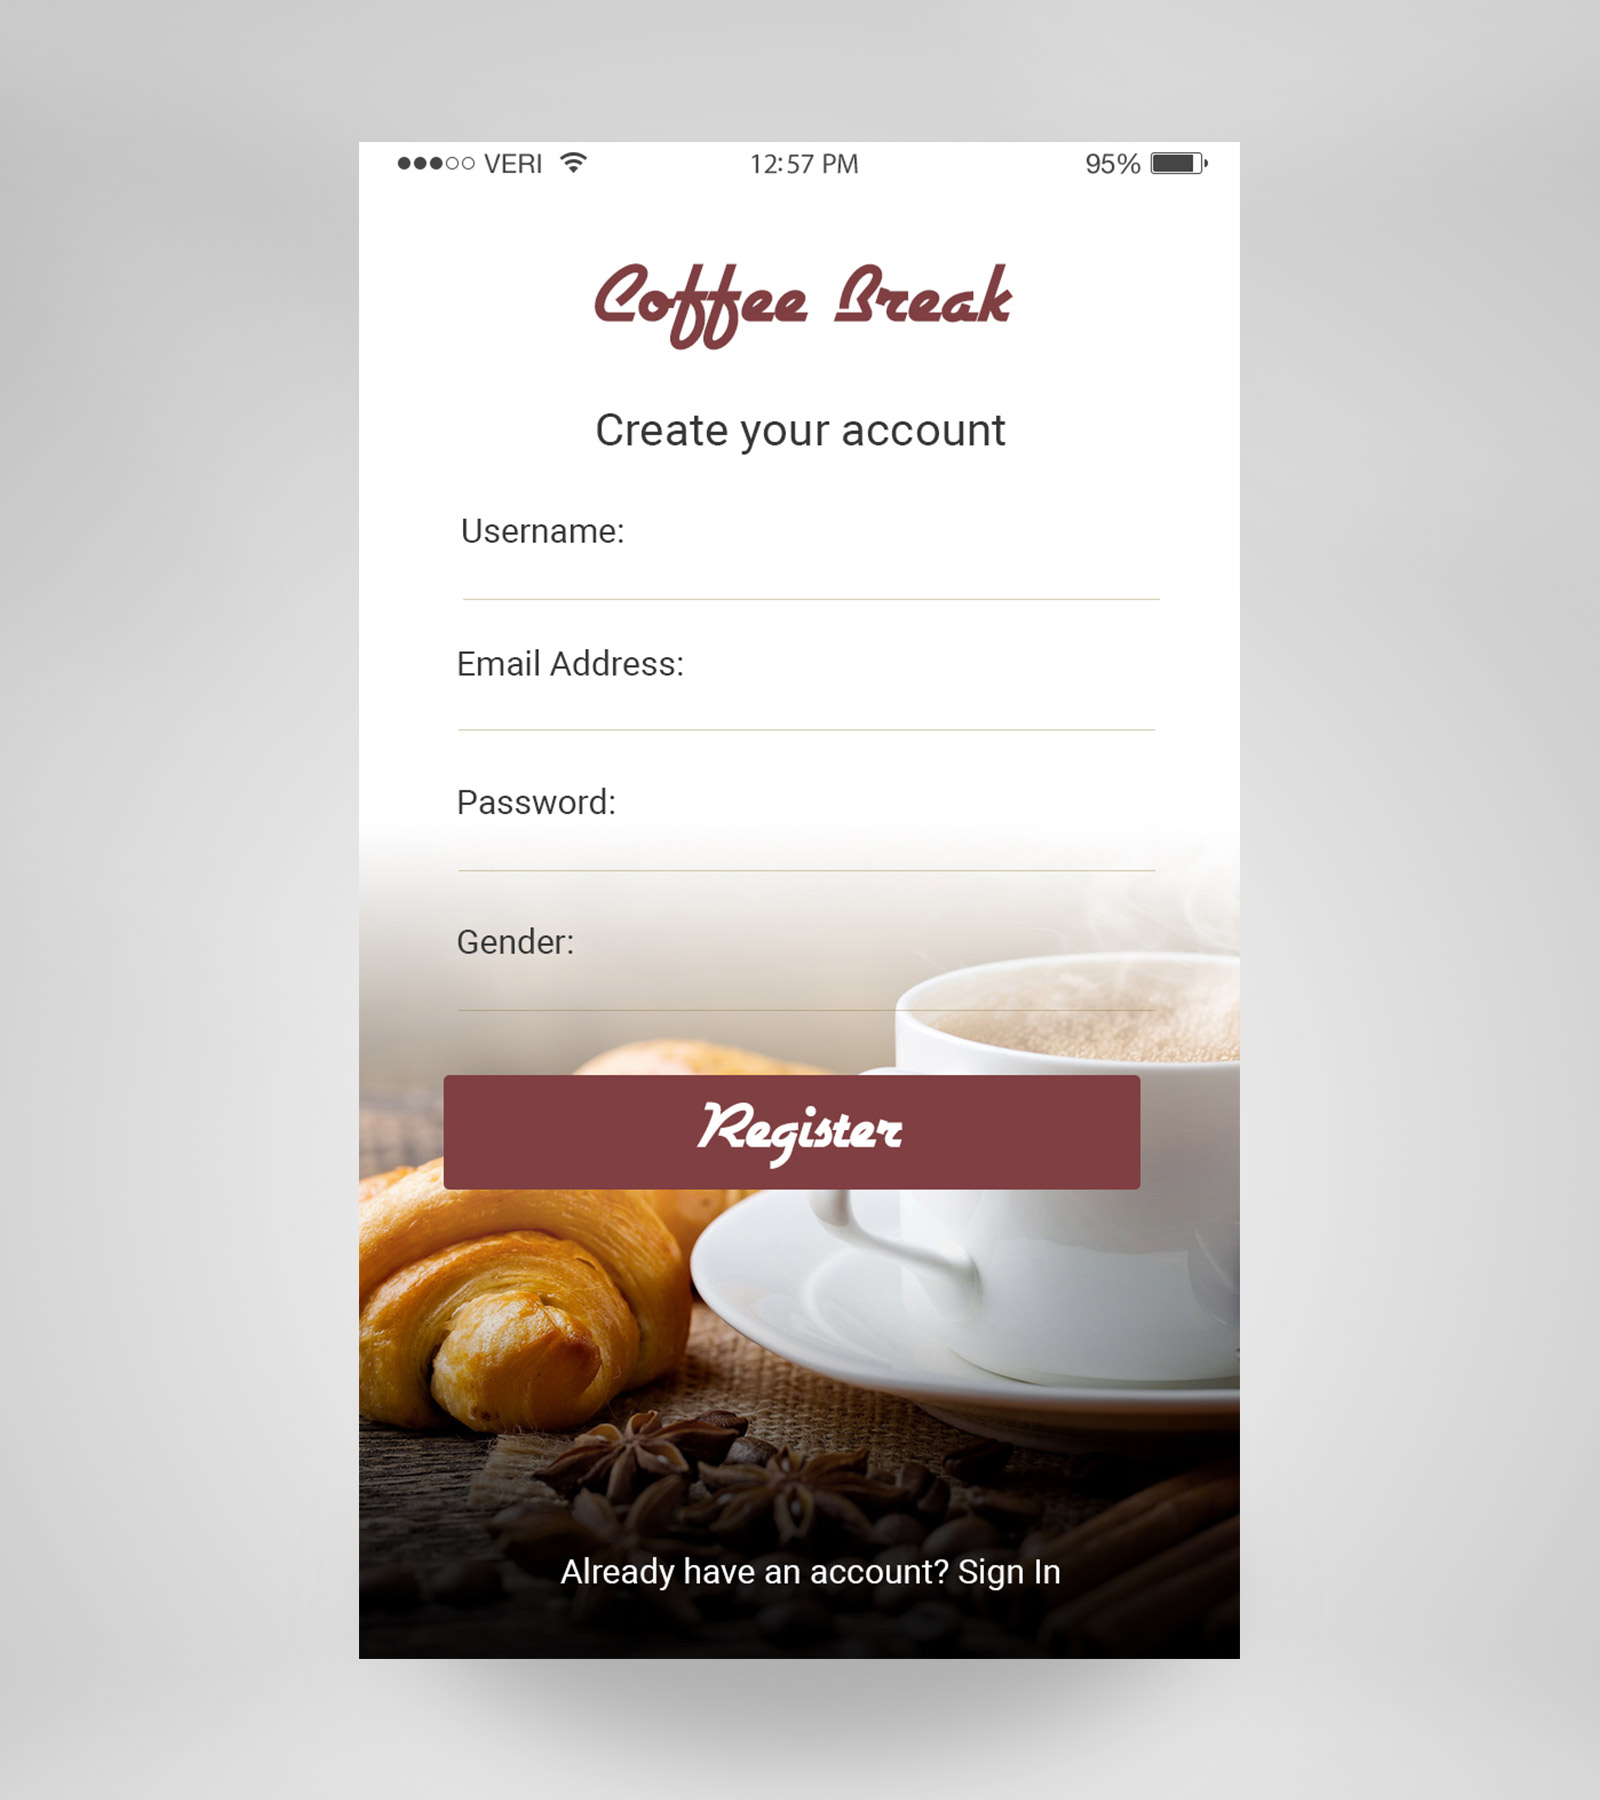 VERI 12:57 PM 95%
Coffee Break
Create your account
Username:
Email Address:
Password:
Gender:
Register
Already have an account? Sign In